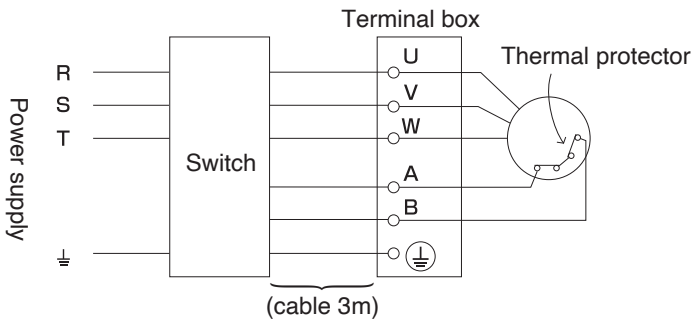 Terminal box
Thermal protector
Power supply
R
S
T
Switch
U
V
W
A
B
(cable 3m)